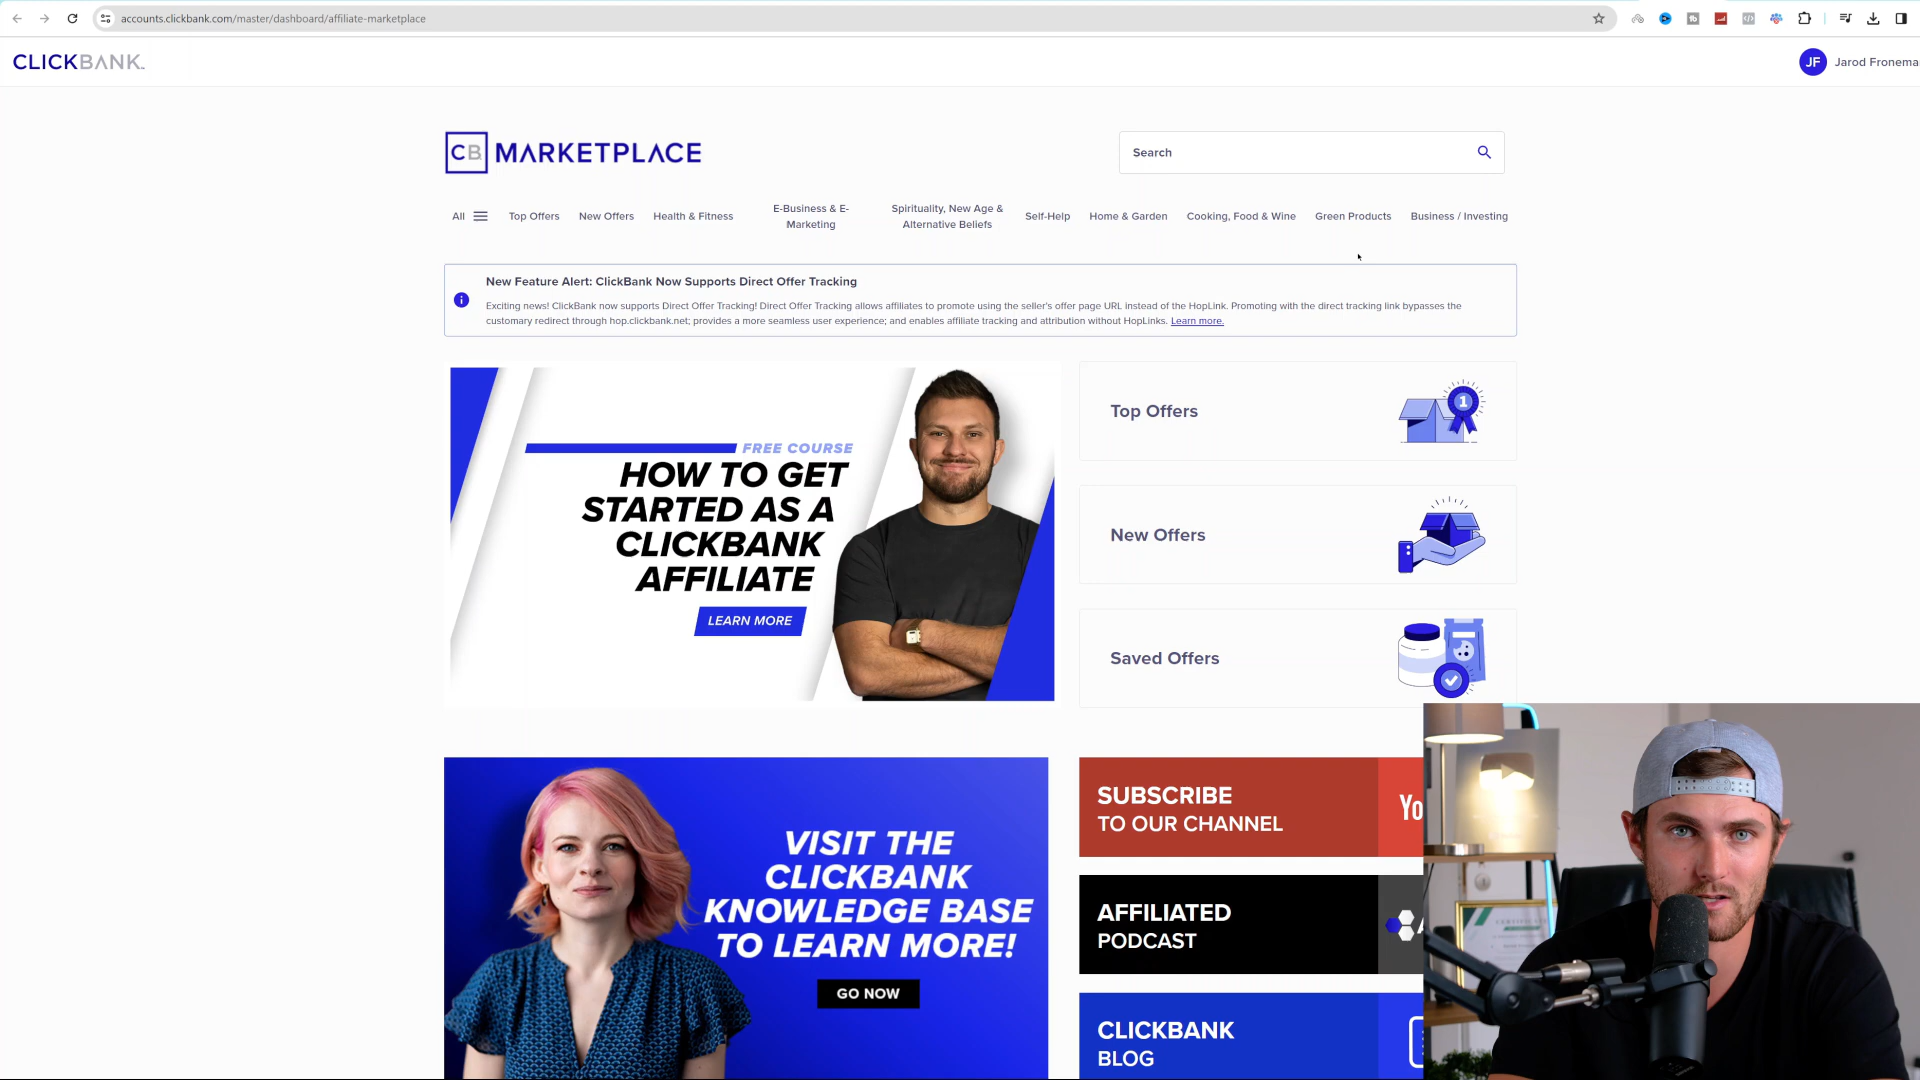 accounts.clickbank.com/master/dashboard/affiliate-marketplace
CLICKBANK
JF Jarod Fronema
CB MARKETPLACE
Search
All
Top Offers
New Offers
Health & Fitness
E-Business & E-
Marketing
Spirituality, New Age &
Alternative Beliefs
Self-Help
Home & Garden
Cooking, Food & Wine
Green Products
Business / Investing
New Feature Alert: ClickBank Now Supports Direct Offer Tracking
Exciting news! ClickBank now supports Direct Offer Tracking! Direct Offer Tracking allows affiliates to promote using the seller's offer page URL instead of the HopLink. Promoting with the direct tracking link bypasses the
customary redirect through hop.clickbank.net; provides a more seamless user experience; and enables affiliate tracking and attribution without HopLinks. Learn more.
FREE COURSE
HOW TO GET
STARTED AS A
CLICKBANK
AFFILIATE
LEARN MORE
Top Offers
1
New Offers
Saved Offers
VISIT THE
CLICKBANK
KNOWLEDGE BASE
TO LEARN MORE!
GO NOW
SUBSCRIBE
TO OUR CHANNEL
Yo
AFFILIATED
PODCAST
CLICKBANK
BLOG